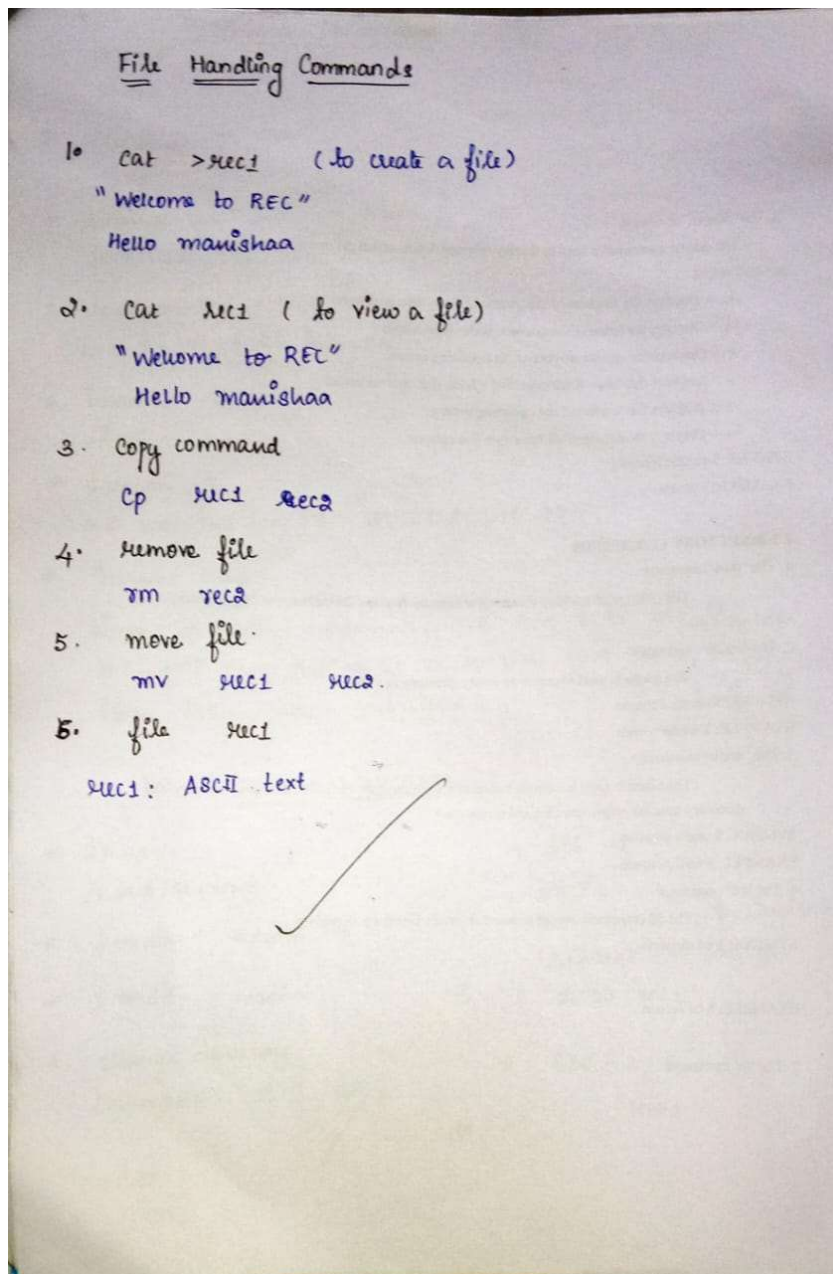 File Handling Commands
1. cat >rec1 (to create a file)
"Welcome to REC"
Hello manishaa
2. cat rec1 (to view a file)
"Welcome to REC"
Hello manishaa
3. Copy command
Cp rec1 rec2
4. remove file
rm rec2
5. move file.
mv rec1 rec2.
6. file rec1
rec1: ASCII text